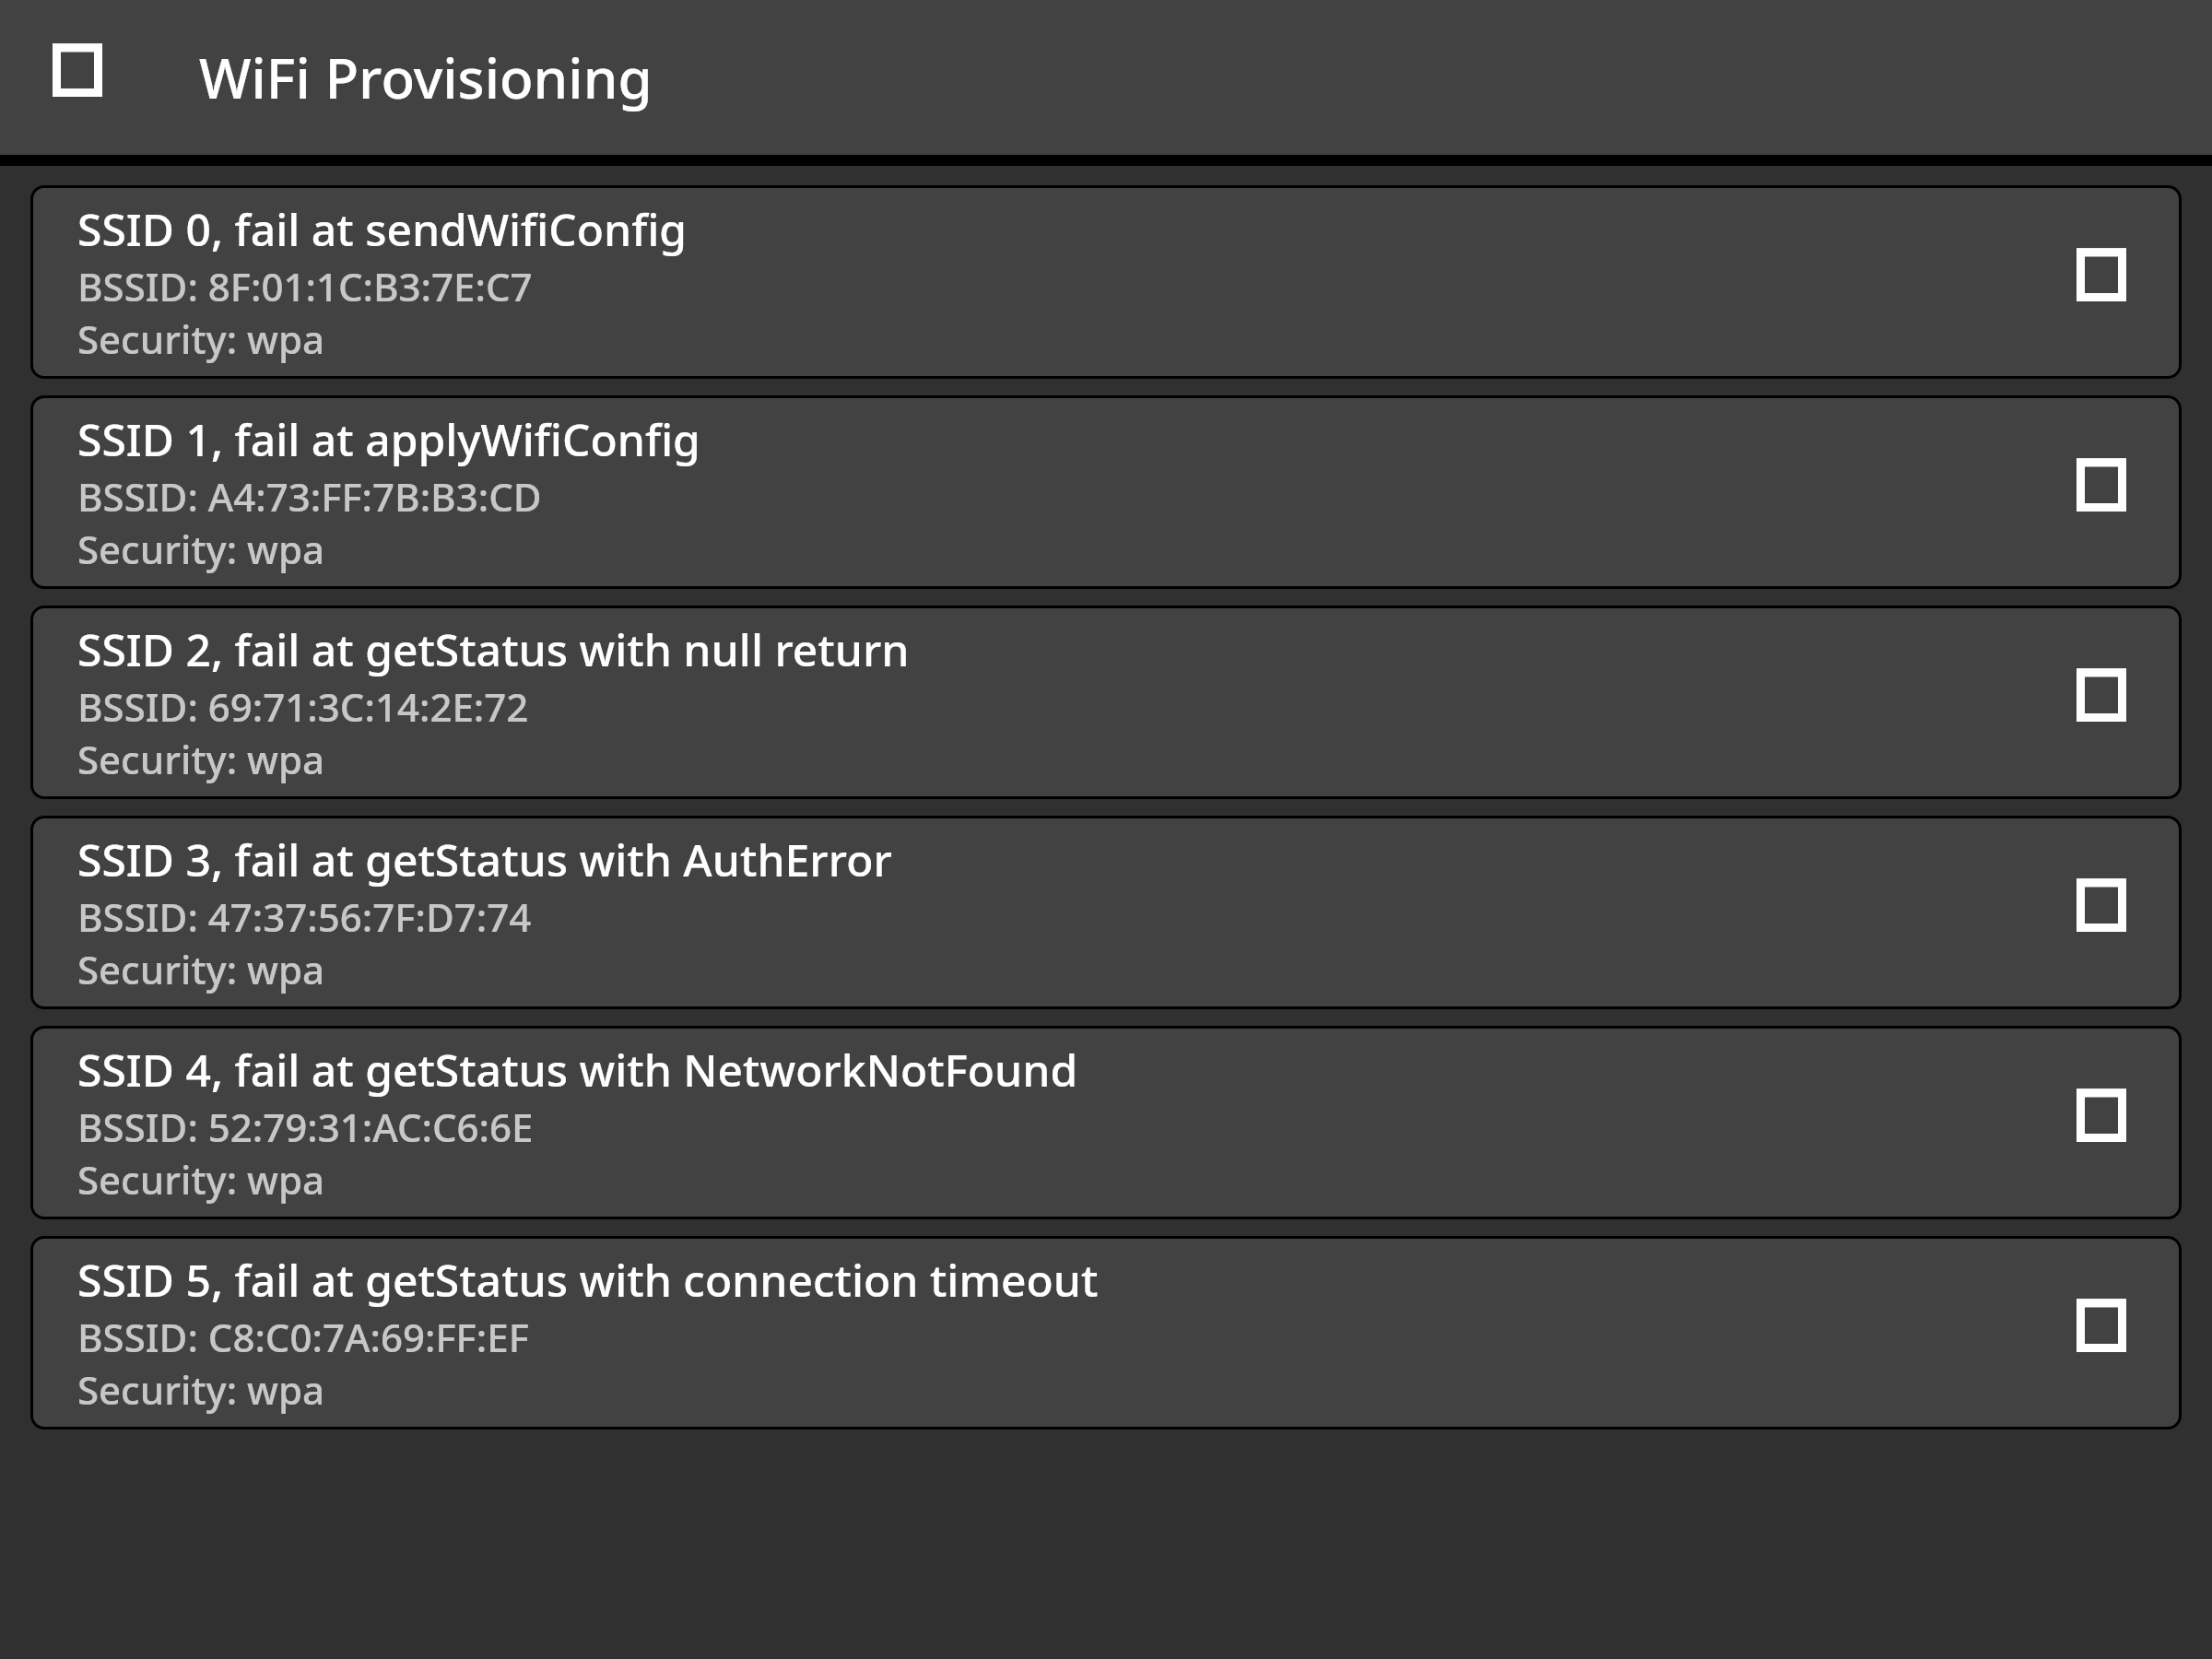 WiFi Provisioning
SSID 0, fail at sendWifiConfig
BSSID: 8F:01:1C:B3:7E:C7
Security: wpa
SSID 1, fail at applyWifiConfig
BSSID: A4:73:FF:7B:B3:CD
Security: wpa
SSID 2, fail at getStatus with null return
BSSID: 69:71:3C:14:2E:72
Security: wpa
SSID 3, fail at getStatus with AuthError
BSSID: 47:37:56:7F:D7:74
Security: wpa
SSID 4, fail at getStatus with NetworkNotFound
BSSID: 52:79:31:AC:C6:6E
Security: wpa
SSID 5, fail at getStatus with connection timeout
BSSID: C8:C0:7A:69:FF:EF
Security: wpa